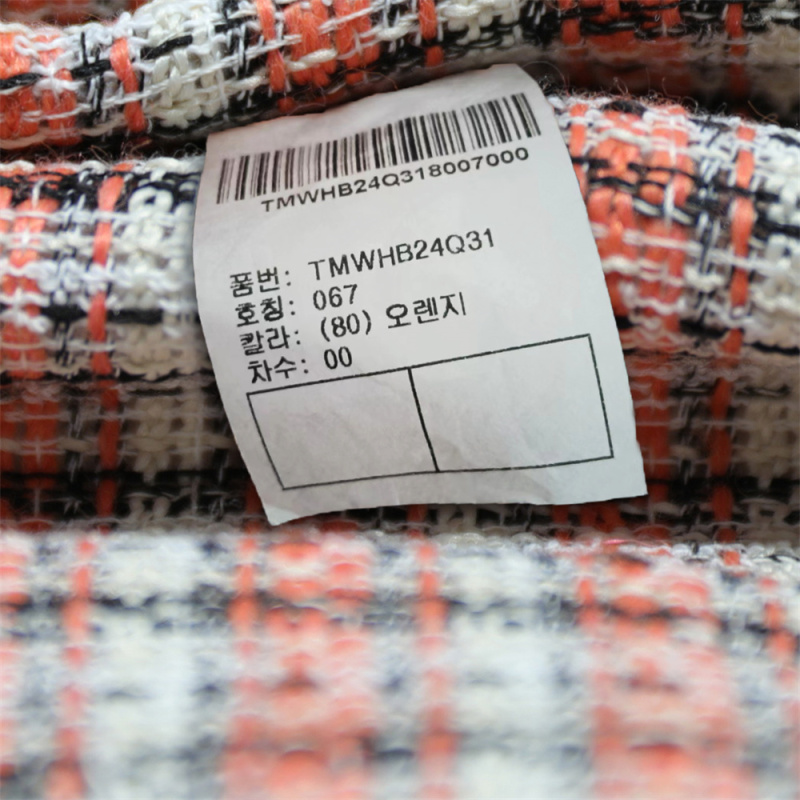 TMWHB24Q318007000
품번: TMWHB24Q31
호칭: 067
칼라: (80) 오렌지
차수: 00